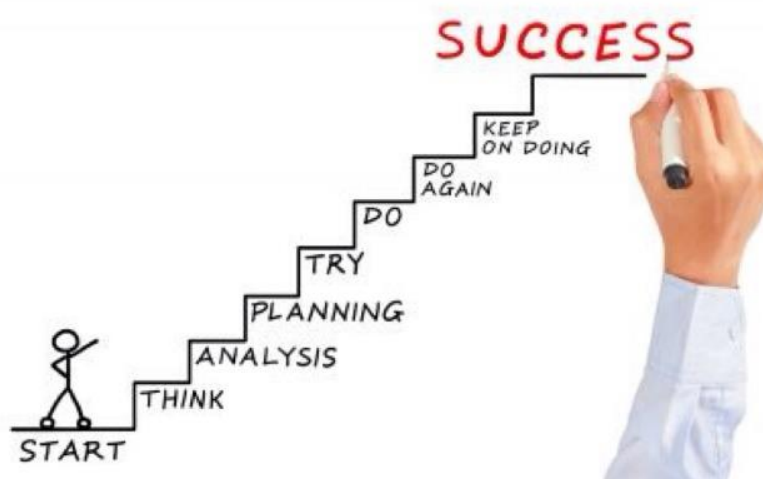 SUCCESS
KEEP
ON DOING
DO
AGAIN
DO
TRY
PLANNING
ANALYSIS
THINK
START